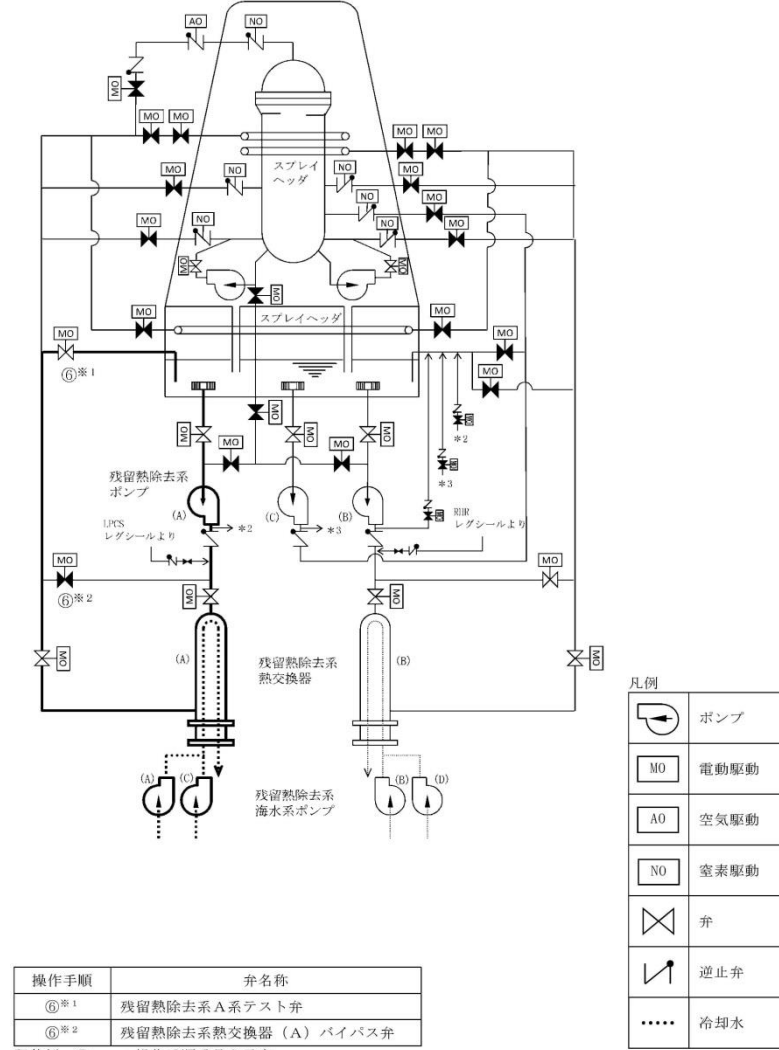 AO NO
MO
MO MO
MO MO
スプレイ
ヘッダ
MO NO
NO MO
NO MO
MO NO
NO MO
MO MO
MO
MO スプレイヘッダ MO
MO
⑥※1
MO
MO
MO
MO
*2
MO
*3
MO MO MO
MO MO
MO
残留熱除去系
ポンプ
(A) (C) (B)
*2 *3
LPCS
レグシールより
RHR
レグシールより
MO
⑥※2
MO
MO MO
MO MO
(A) (B)
残留熱除去系
熱交換器
(A) (C) (B) (D)
残留熱除去系
海水系ポンプ
凡例
ポンプ
MO 電動駆動
AO 空気駆動
NO 窒素駆動
弁
逆止弁
冷却水
操作手順 弁名称
⑥※1 残留熱除去系A系テスト弁
⑥※2 残留熱除去系熱交換器(A)バイパス弁